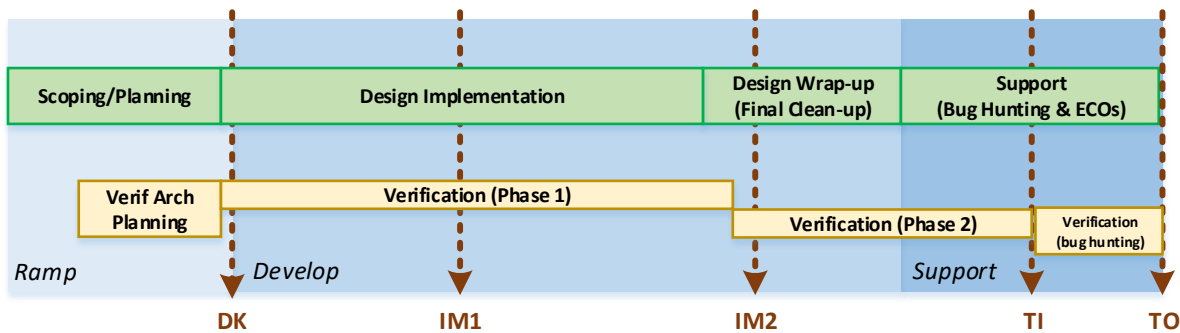 Scoping/Planning
Design Implementation
Design Wrap-up
(Final Clean-up)
Support
(Bug Hunting & ECOs)
Verif Arch
Planning
Verification (Phase 1)
Verification (Phase 2)
Verification
(bug hunting)
Ramp
Develop
Support
DK
IM1
IM2
TI
TO